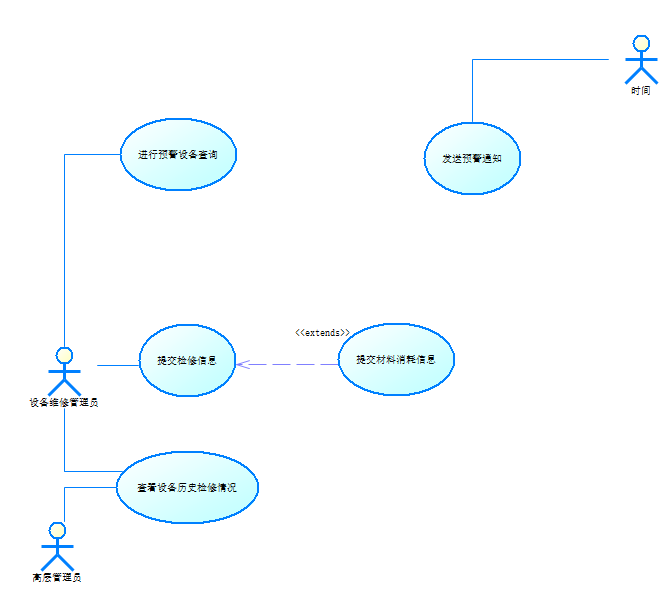 时间
进行预警设备查询
发送预警通知
<<extends>>
提交检修信息
提交材料消耗信息
设备维修管理员
查看设备历史检修情况
高层管理员